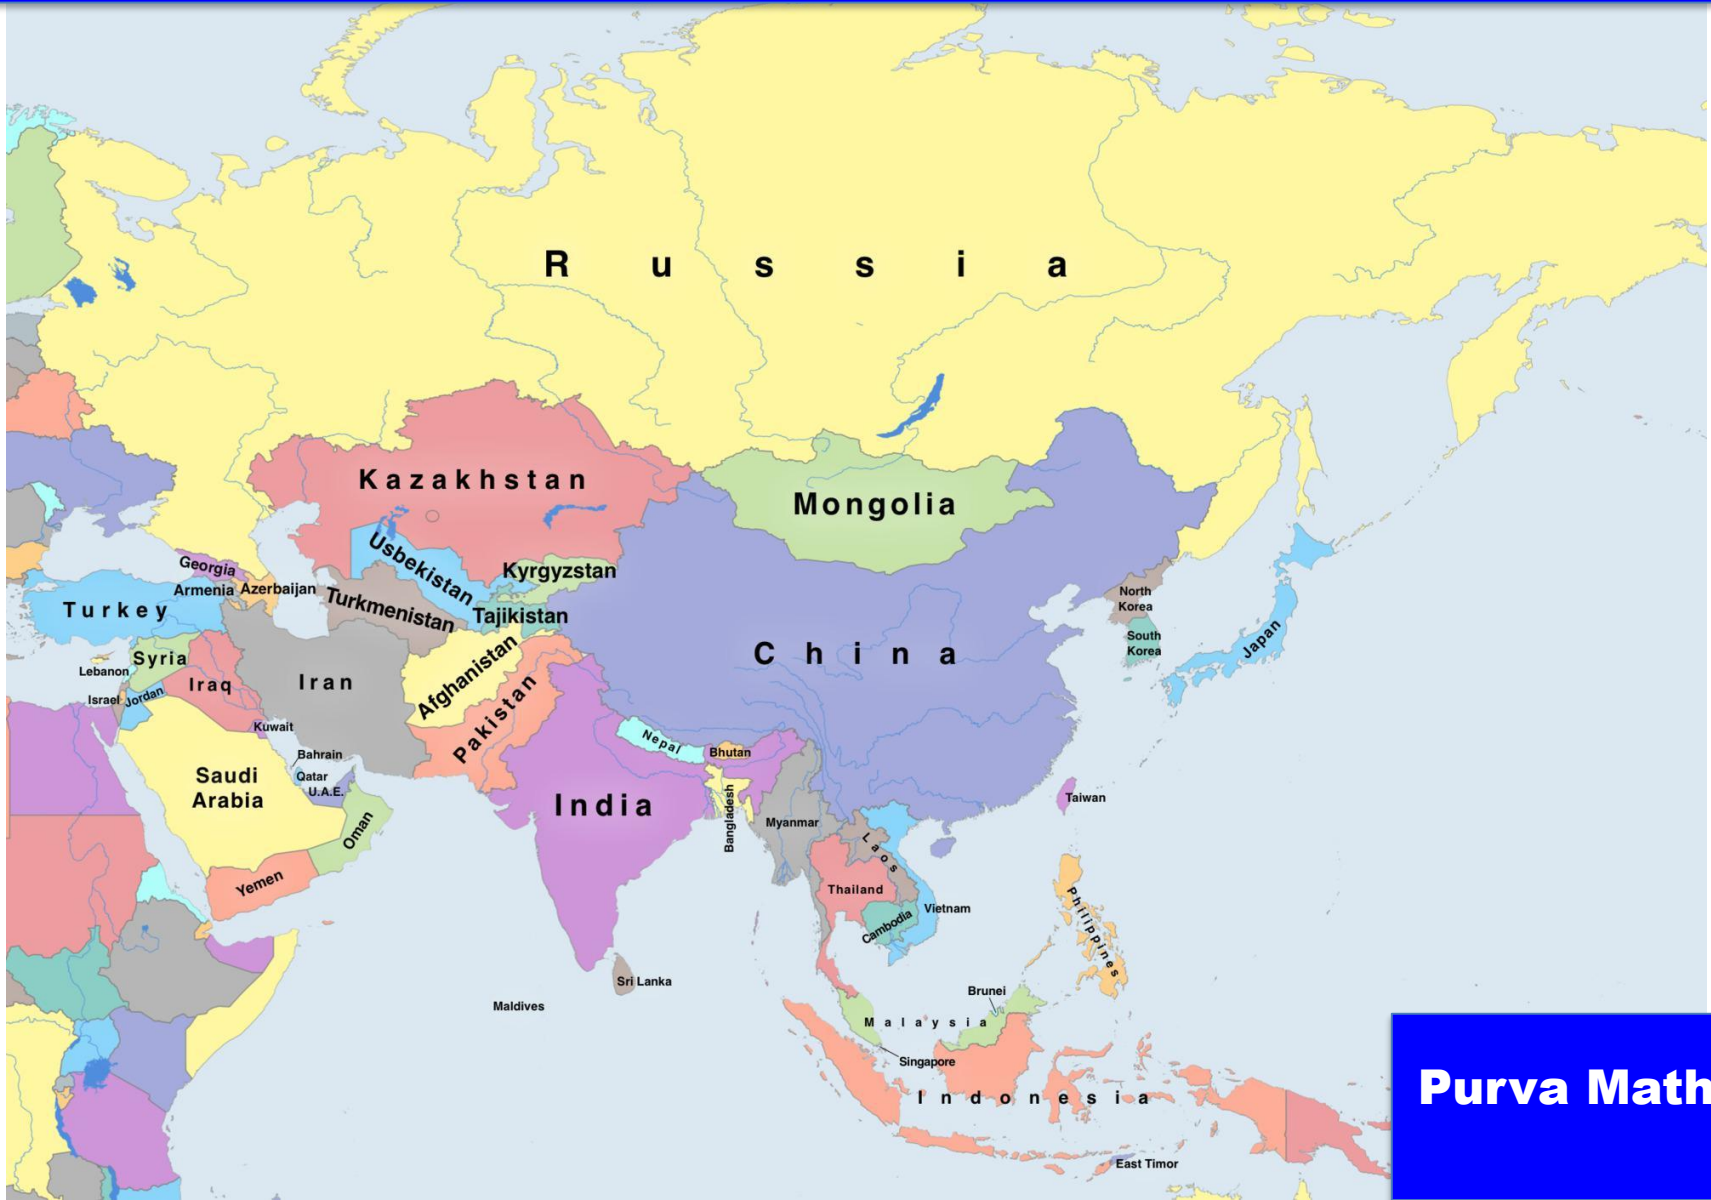 R u s s i a
Kazakhstan
Mongolia
Usbekistan
Kyrgyzstan
Georgia
Armenia
Azerbaijan
Turkmenistan
Tajikistan
Turkey
North
Korea
South
Korea
Japan
China
Syria
Lebanon
Iraq
Iran
Afghanistan
Israel
Jordan
Pakistan
Kuwait
Nepal
Bhutan
Bahrain
Qatar
U.A.E.
Saudi
Arabia
India
Bangladesh
Taiwan
Oman
Myanmar
Laos
Yemen
Thailand
Vietnam
Cambodia
Philippines
Sri Lanka
Maldives
Brunei
Malaysia
Singapore
Indonesia
East Timor
Purva Math